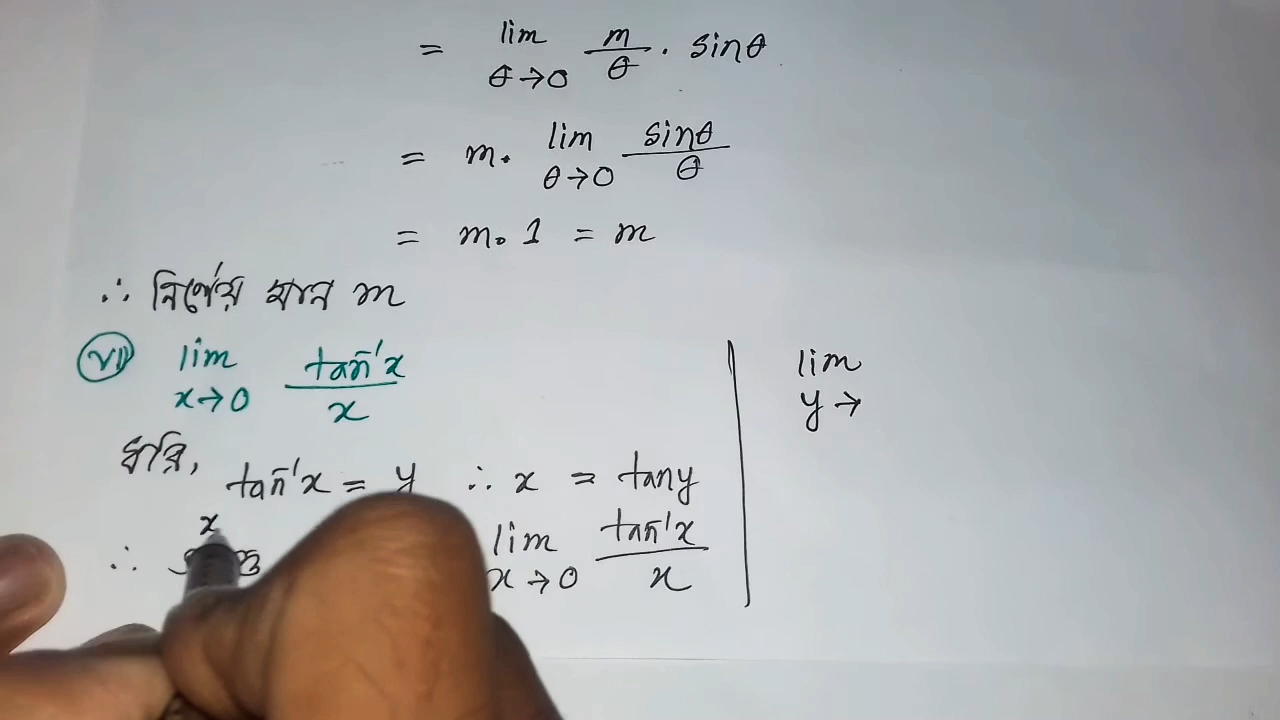 = lim θ→0 m/θ · sinθ
= m. lim θ→0 sinθ/θ
= m. 1 = m
∴ নির্ণেয় মান m
(vi) lim x→0 tan⁻¹x/x
ধরি,
tan⁻¹x = y ∴ x = tany
x
∴ lim x→0 tan⁻¹x/x
lim y→